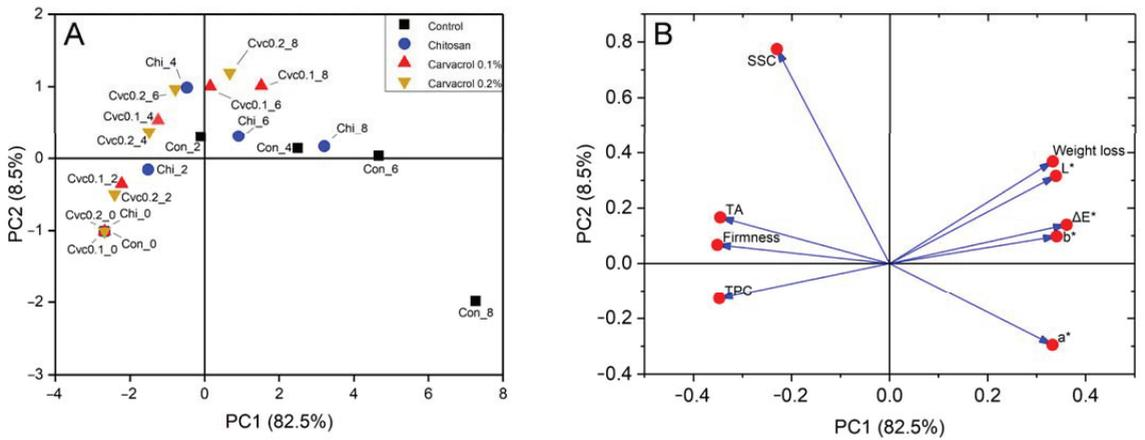 A
Control
Chitosan
Carvacrol 0.1%
Carvacrol 0.2%
Cvc0.2_8
Chi_4
Cvc0.1_8
Cvc0.2_6
Cvc0.1_6
Cvc0.1_4
Chi_6
Chi_8
Cvc0.2_4
Con_2
Con_4
Con_6
Chi_2
Cvc0.1_2
Cvc0.2_2
Cvc0.2_0
Chi_0
Cvc0.1_0
Con_0
Con_8
2
1
0
−1
−2
−3
−4
−2
0
2
4
6
8
PC2 (8.5%)
PC1 (82.5%)
B
SSC
Weight loss
L*
TA
ΔE*
Firmness
b*
TPC
a*
0.8
0.6
0.4
0.2
0.0
−0.2
−0.4
−0.4
−0.2
0.0
0.2
0.4
PC2 (8.5%)
PC1 (82.5%)